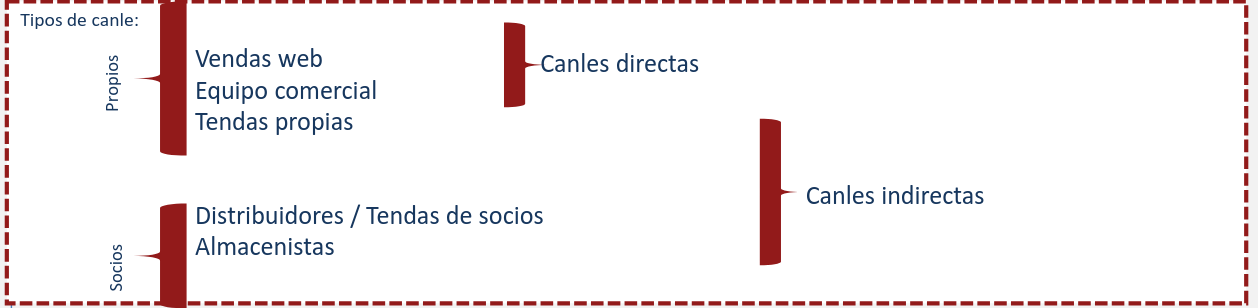 Tipos de canle:
Propios
Vendas web
Equipo comercial
Tendas propias
Canles directas
Socios
Distribuidores / Tendas de socios
Almacenistas
Canles indirectas